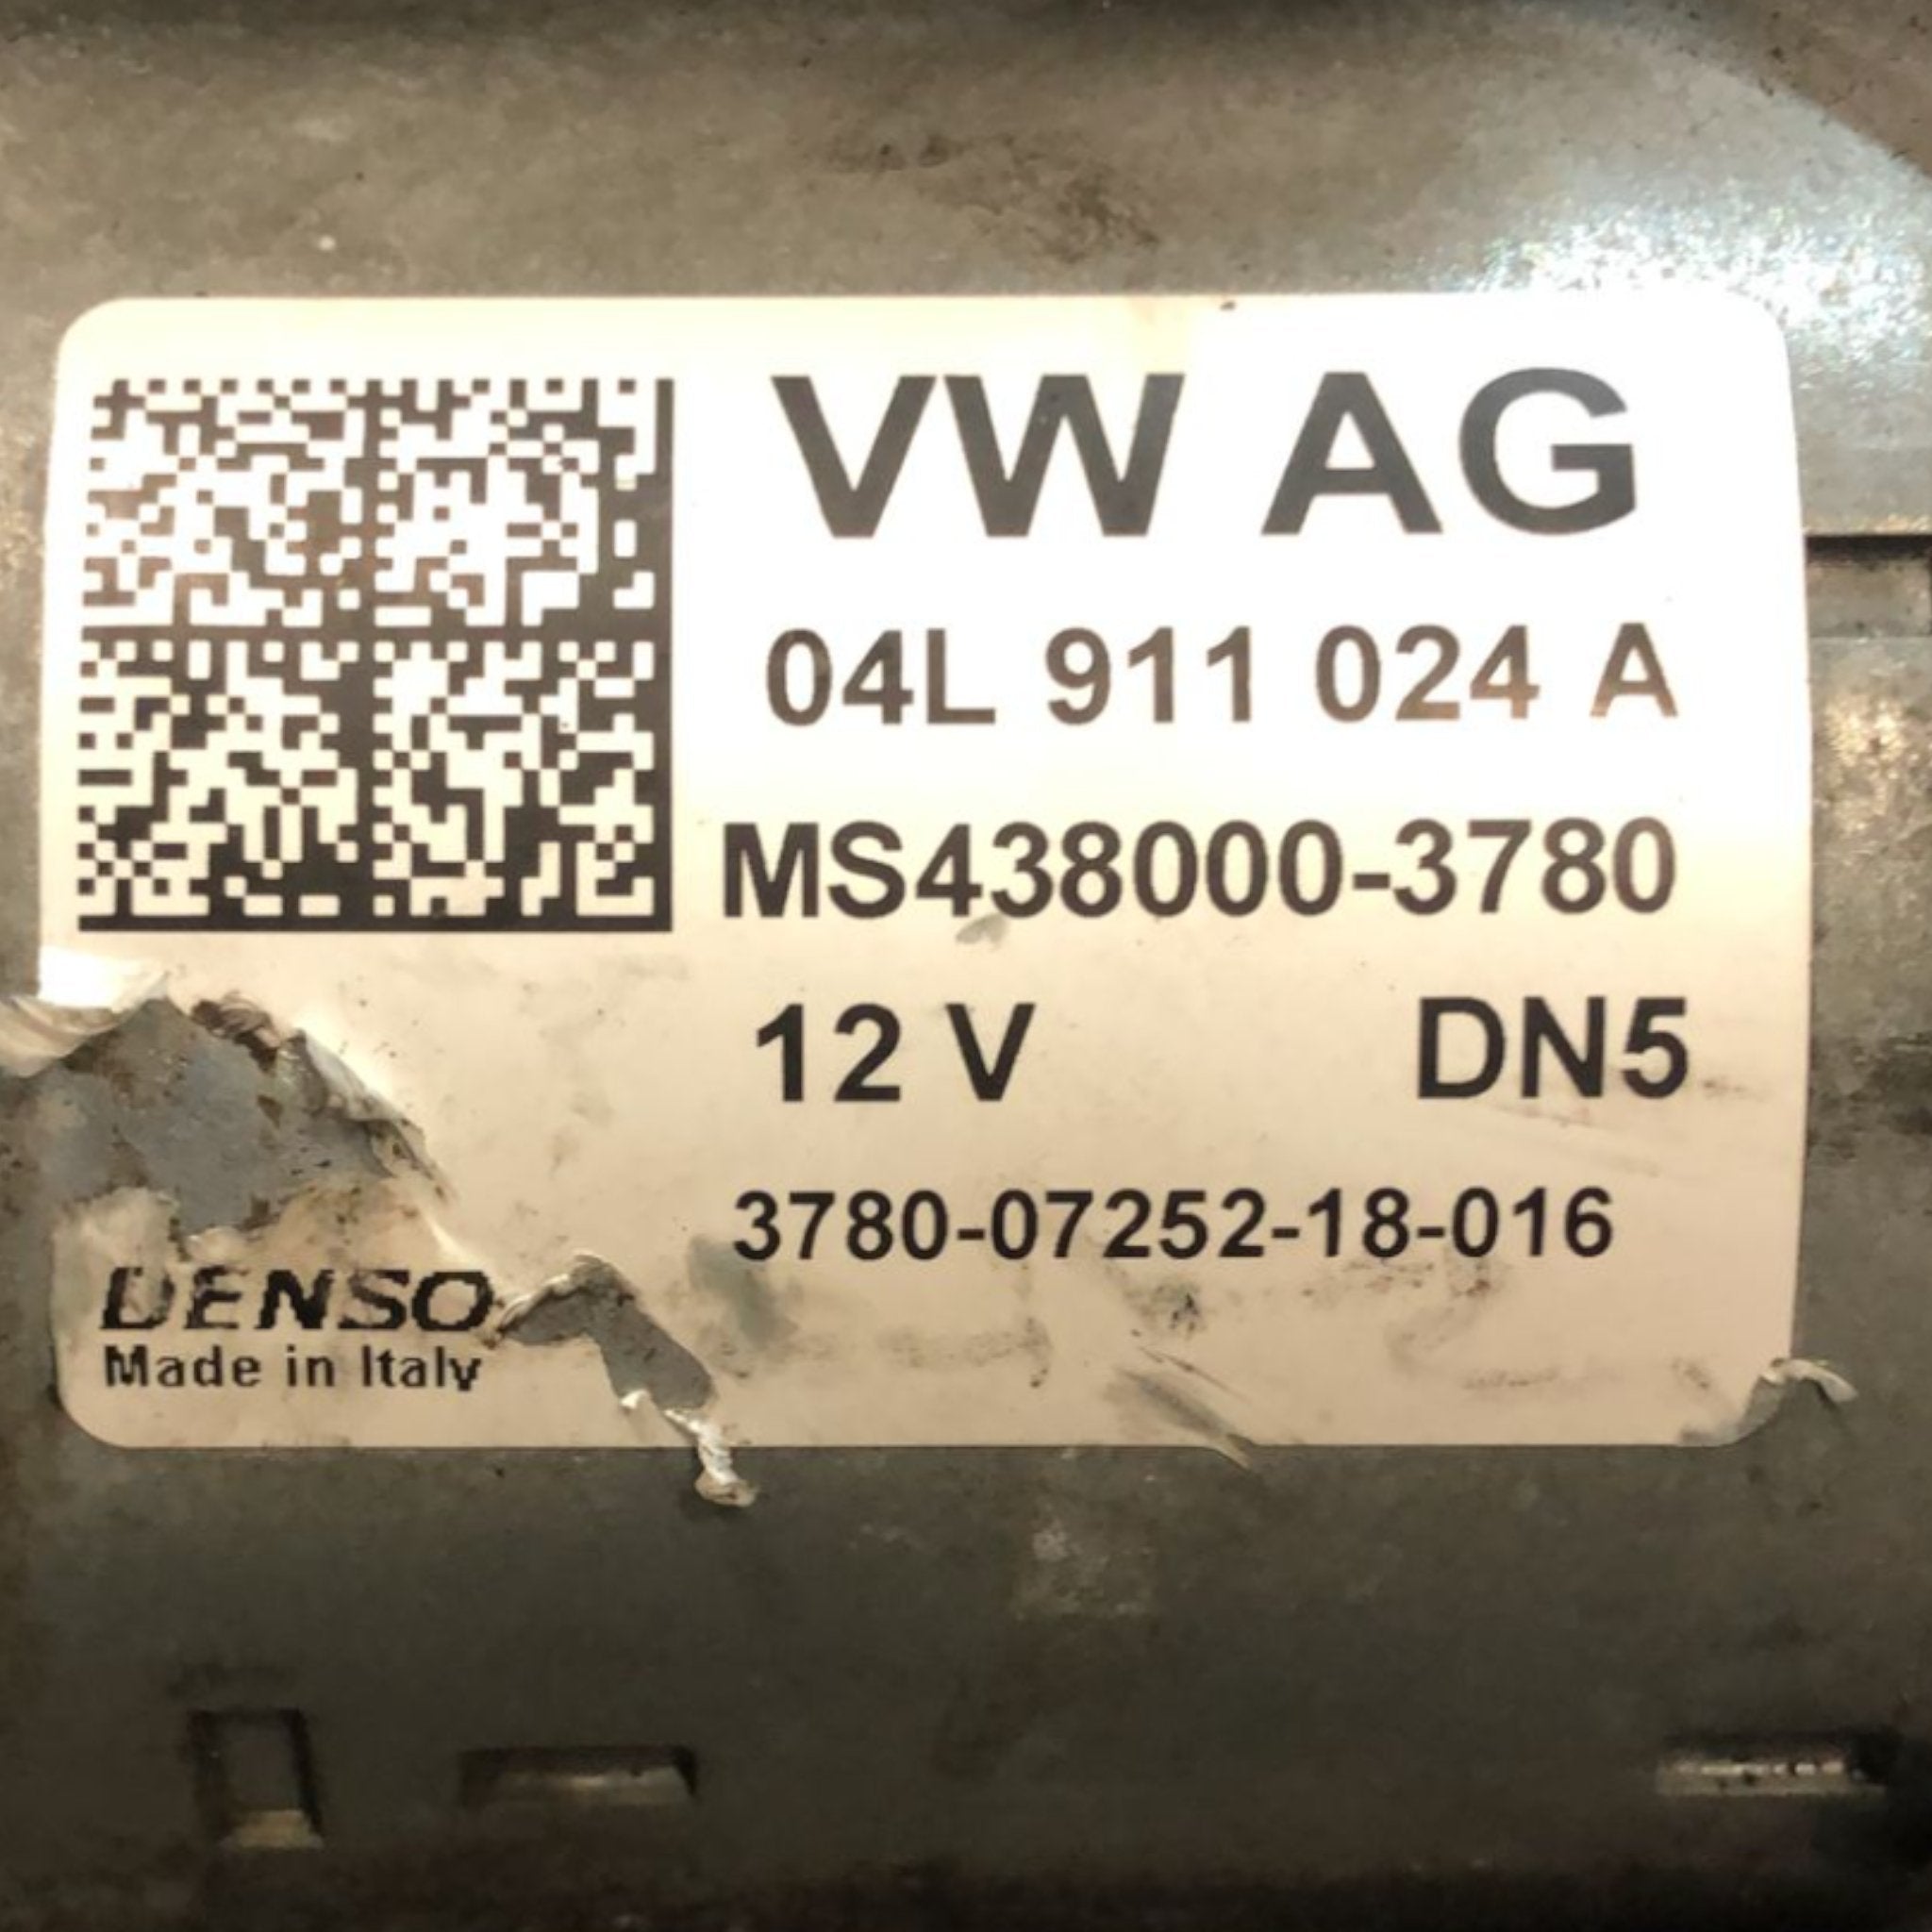 VW AG
04L 911 024 A
MS438000-3780
12 V DN5
3780-07252-18-016
DENSO
Made in Italy